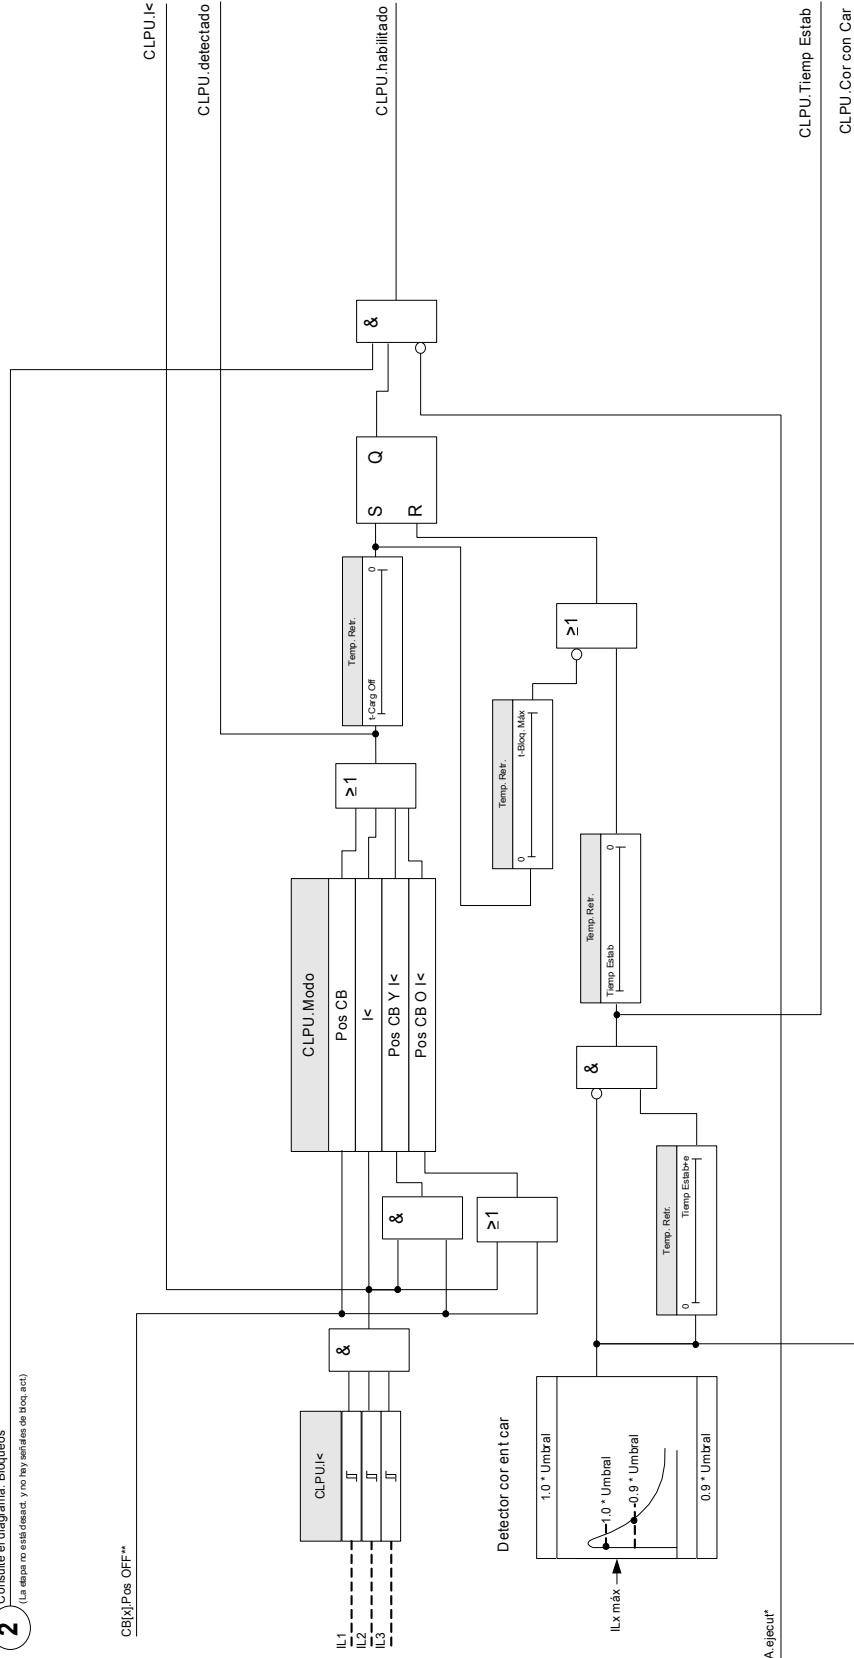 2
Consulte el diagrama: Bloqueos
(La etapa no está desact. y no hay señales de bloq. act.)
CLPU.I<
CLPU.detectado
CLPU.habilitado
CLPU.Tiemp Estab
CLPU.Cor con Car
CB[x].Pos OFF**
IL1
IL2
IL3
CLPU.I<
&
&
≥1
CLPU.Modo
Pos CB
I<
Pos CB Y I<
Pos CB O I<
≥1
Temp. Retr.
t-Carg Off
0
S
Q
R
&
Temp. Retr.
0
t-Bloq. Máx
≥1
Detector cor ent car
ILx máx
1.0 * Umbral
1.0 * Umbral
0.9 * Umbral
0.9 * Umbral
Temp. Retr.
0
Tiemp Estab+e
&
Temp. Retr.
Tiemp Estab
0
A.ejecut*